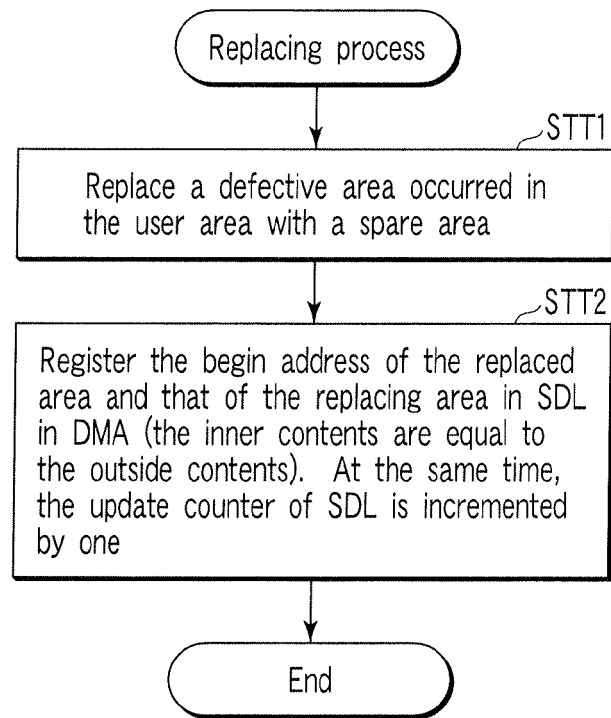 Replacing process
STT1
Replace a defective area occurred in
the user area with a spare area
STT2
Register the begin address of the replaced
area and that of the replacing area in SDL
in DMA (the inner contents are equal to
the outside contents). At the same time,
the update counter of SDL is incremented
by one
End